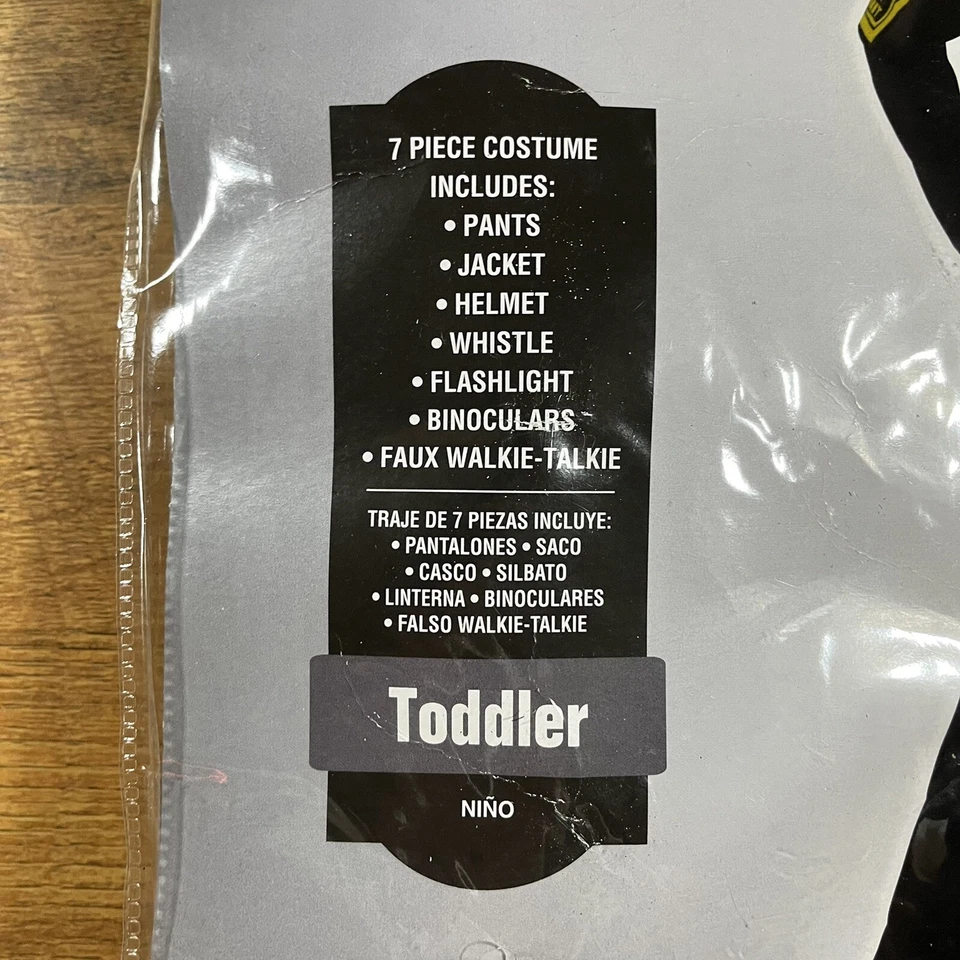 7 PIECE COSTUME
INCLUDES:
• PANTS
• JACKET
• HELMET
• WHISTLE
• FLASHLIGHT
• BINOCULARS
• FAUX WALKIE-TALKIE
TRAJE DE 7 PIEZAS INCLUYE:
• PANTALONES • SACO
• CASCO • SILBATO
• LINTERNA • BINOCULARES
• FALSO WALKIE-TALKIE
Toddler
NIÑO